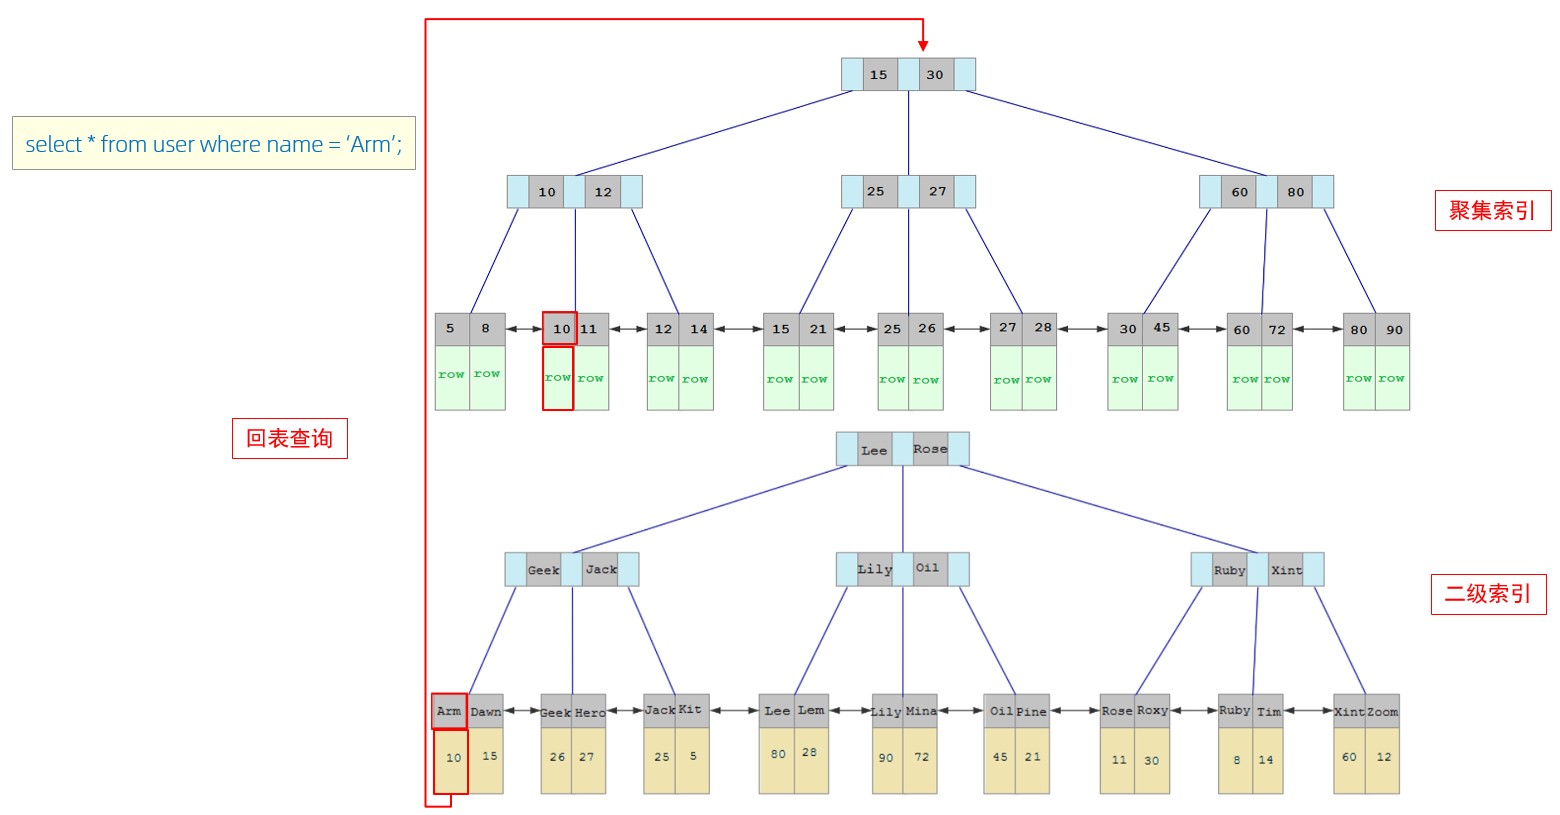 select * from user where name = ‘Arm’;
15 30
10 12
25 27
60 80
聚集索引
5 8 10 11 12 14 15 21 25 26 27 28 30 45 60 72 80 90
row row row row row row row row row row row row row row row row row row
回表查询
Lee Rose
Geek Jack
Lily Oil
Ruby Xint
二级索引
Arm Dawn Geek Hero Jack Kit Lee Lem Lily Mina Oil Pine Rose Roxy Ruby Tim Xint Zoom
10 15 26 27 25 5 80 28 90 72 45 21 11 30 8 14 60 12